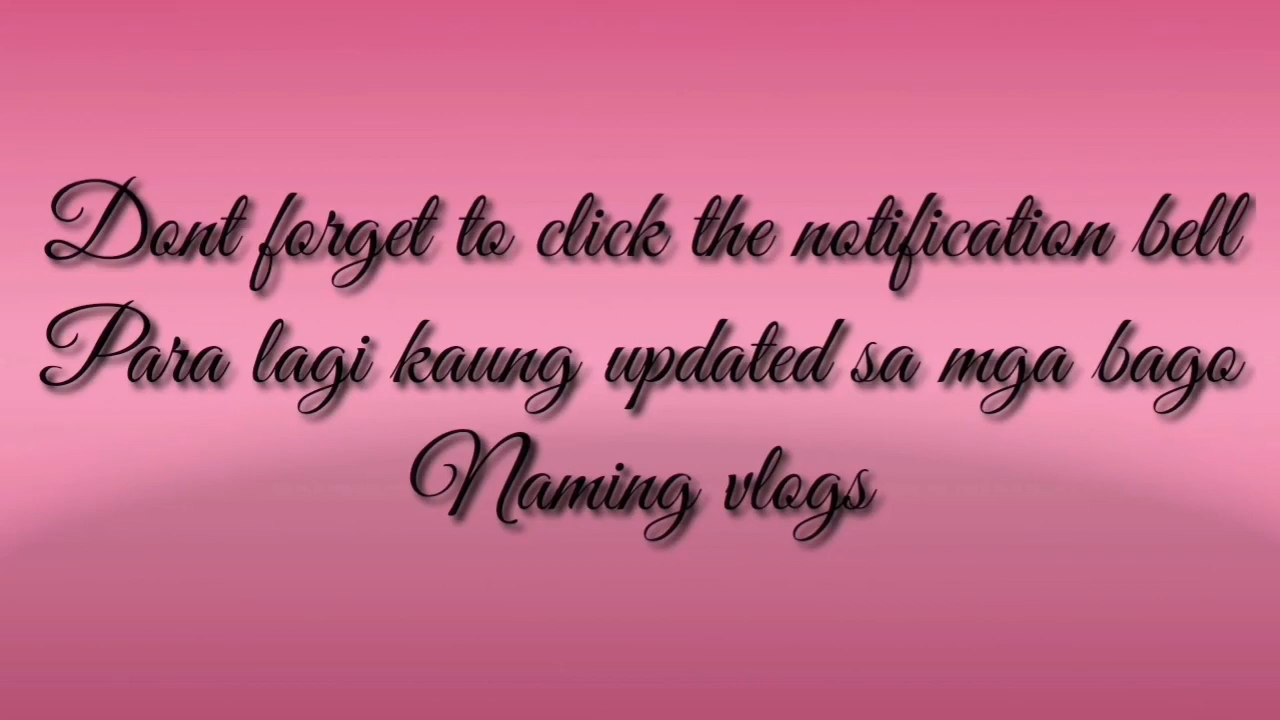 Dont forget to click the notification bell
Para lagi kaung updated sa mga bago
Naming vlogs